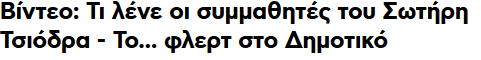 Βίντεο: Τι λένε οι συμμαθητές του Σωτήρη
Τσιόδρα - Το... φλερτ στο Δημοτικό